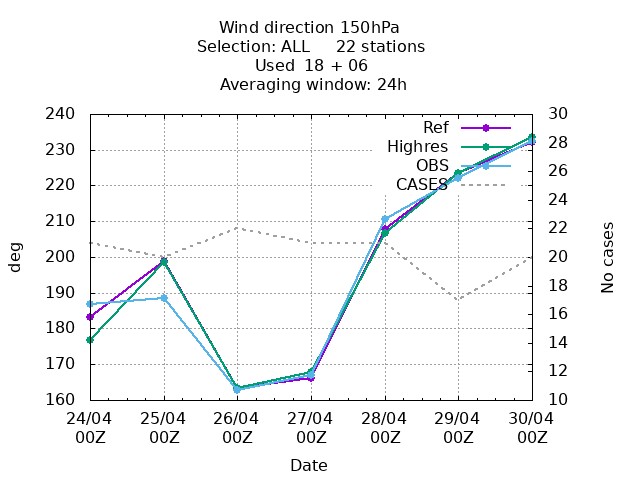 Wind direction 150hPa
Selection: ALL 22 stations
Used 18 + 06
Averaging window: 24h
240
230
220
210
200
190
180
170
160
deg
30
28
26
24
22
20
18
16
14
12
10
No cases
Ref
Highres
OBS
CASES
24/04 25/04 26/04 27/04 28/04 29/04 30/04
00Z 00Z 00Z 00Z 00Z 00Z 00Z
Date